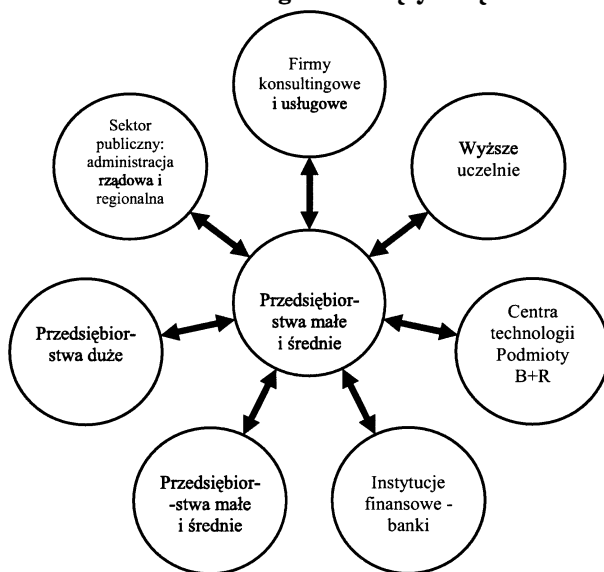 Firmy
konsultingowe
i usługowe
Sektor
publiczny:
administracja
rządowa i
regionalna
Wyższe
uczelnie
Przedsiębior-
stwa małe
i średnie
Przedsiębior-
stwa duże
Centra
technologii
Podmioty
B+R
Przedsiębior-
-stwa małe
i średnie
Instytucje
finansowe -
banki